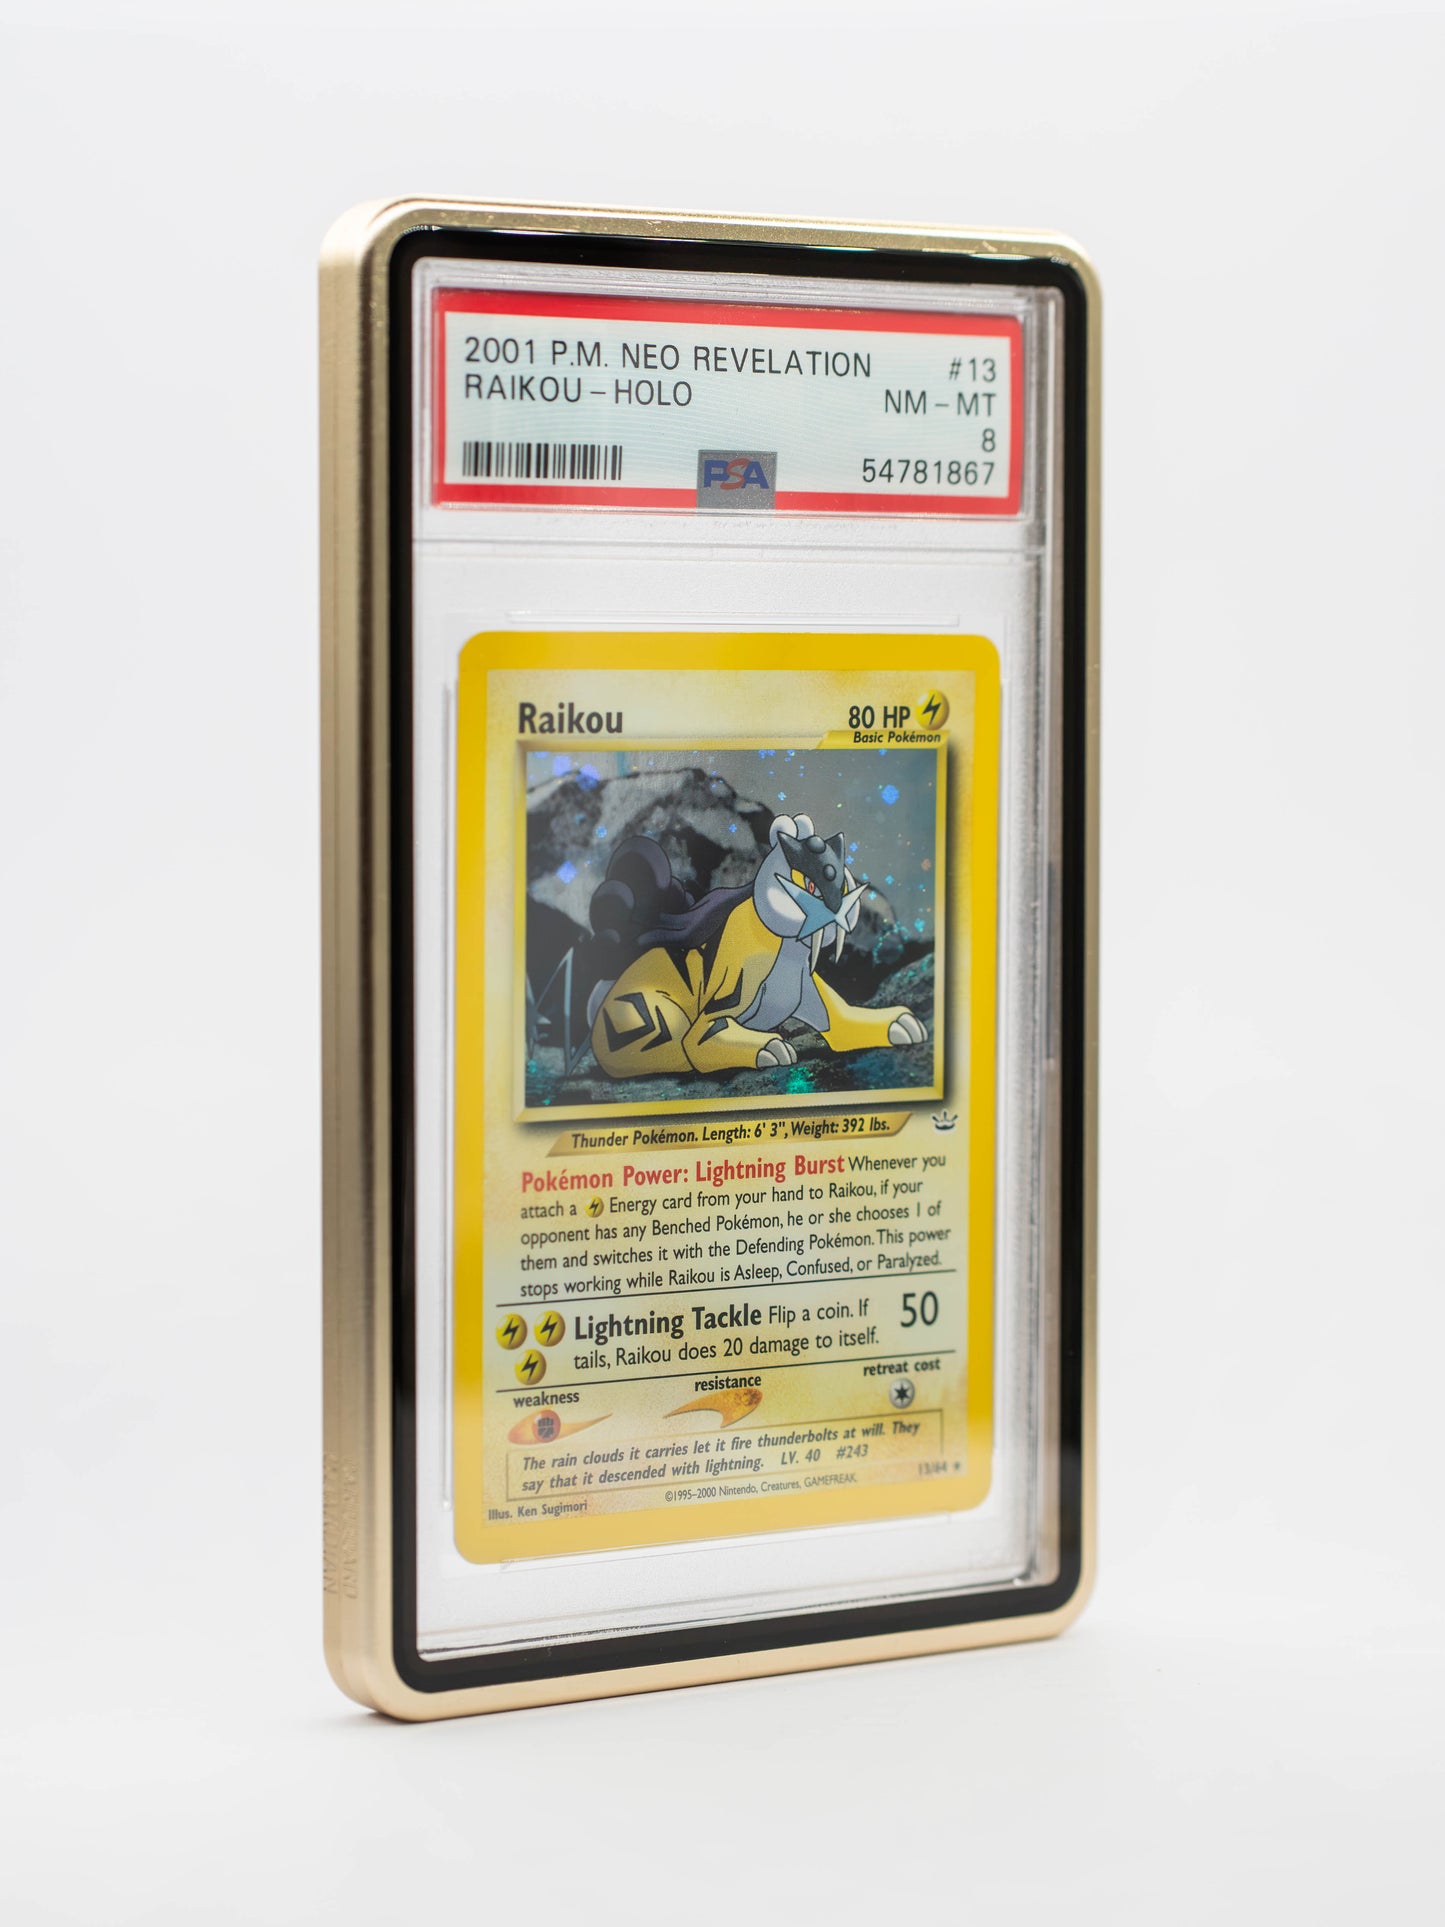 2001 P.M. NEO REVELATION #13
RAIKOU - HOLO NM - MT
8
PSA 54781867
Raikou 80 HP
Basic Pokémon
Thunder Pokémon. Length: 6' 3", Weight: 392 lbs.
Pokémon Power: Lightning Burst Whenever you
attach a Energy card from your hand to Raikou, if your
opponent has any Benched Pokémon, he or she chooses 1 of
them and switches it with the Defending Pokémon. This power
stops working while Raikou is Asleep, Confused, or Paralyzed.
Lightning Tackle Flip a coin. If 50
tails, Raikou does 20 damage to itself.
weakness resistance retreat cost
The rain clouds it carries let it fire thunderbolts at will. They
say that it descended with lightning. LV. 40 #243
Illus. Ken Sugimori ©1995-2000 Nintendo, Creatures, GAMEFREAK 13/64 ★